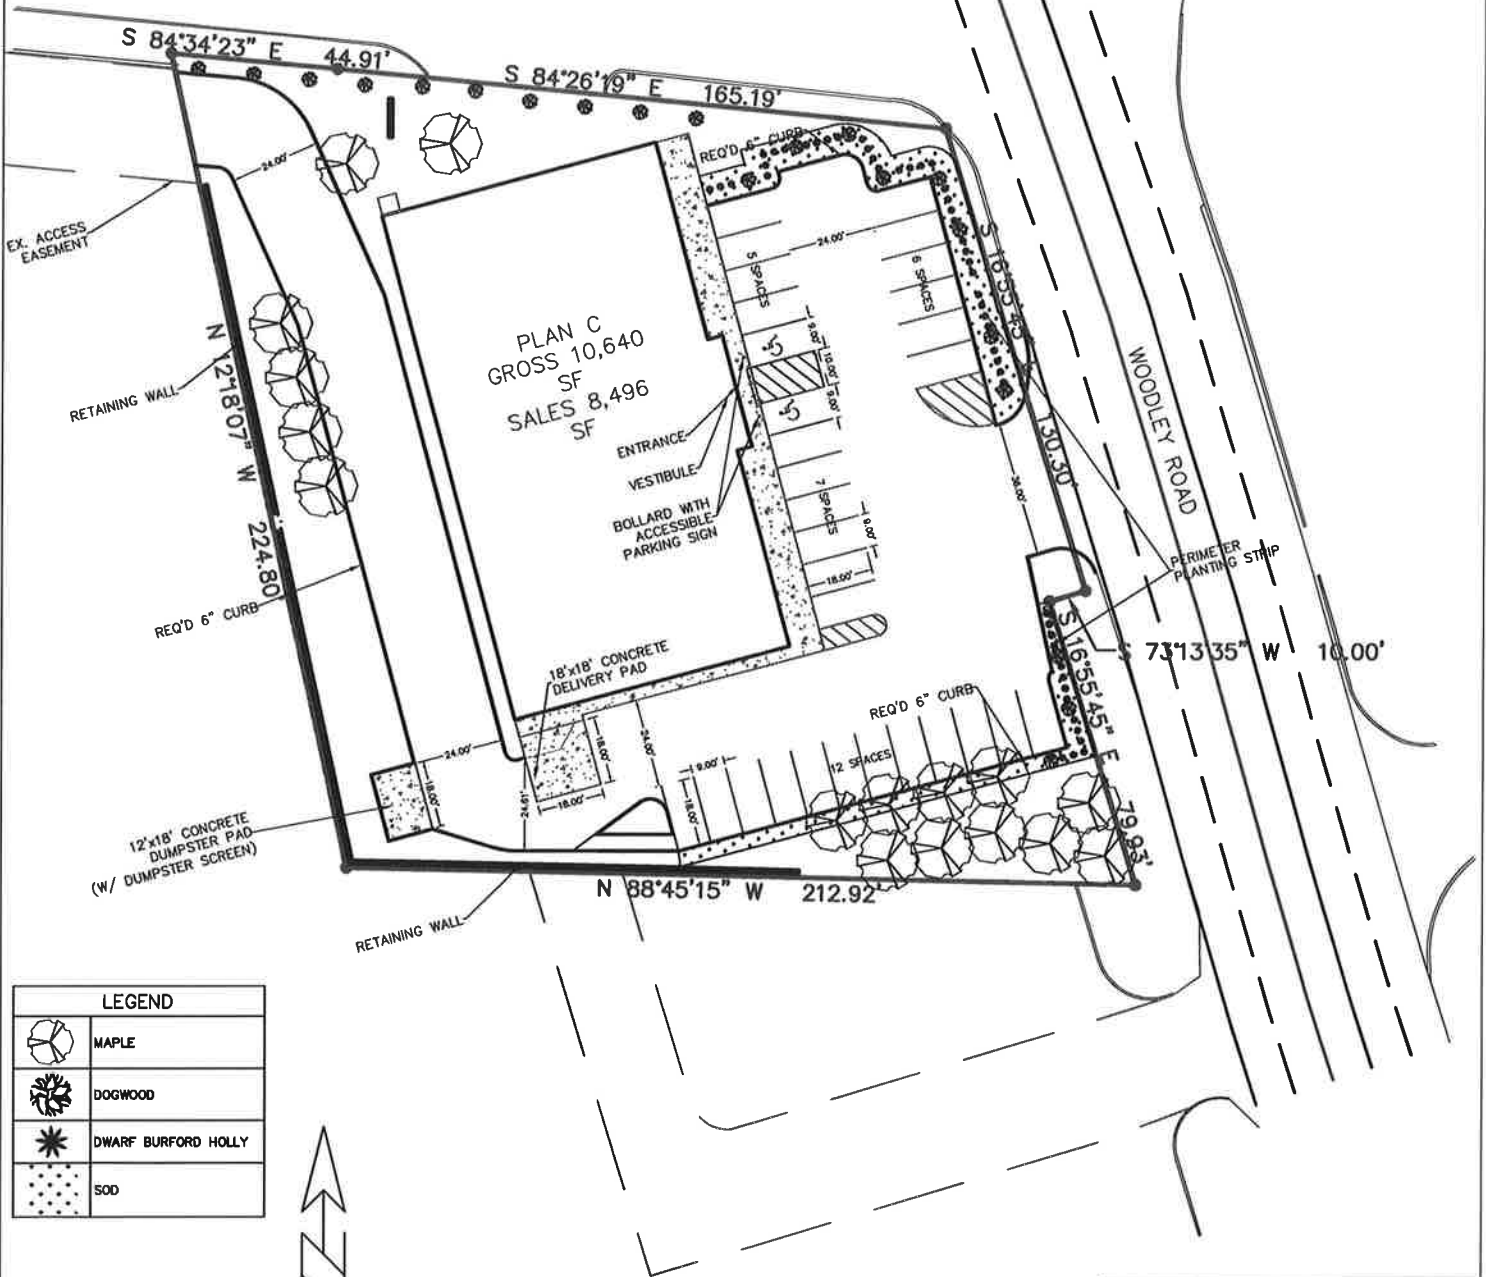 S 84°34'23" E 44.91'
S 84°26'19" E 165.19'
REQ'D 6" CURB
24.00'
EX. ACCESS
EASEMENT
5 SPACES
24.00'
6 SPACES
S 16°55'45"
130.30'
WOODLEY ROAD
N 12°18'07" W 224.80'
RETAINING WALL
PLAN C
GROSS 10,640
SF
SALES 8,496
SF
9.00'
10.00'
9.00'
ENTRANCE
VESTIBULE
BOLLARD WITH
ACCESSIBLE
PARKING SIGN
7 SPACES
9.00'
18.00'
36.00'
PERIMETER
PLANTING STRIP
REQ'D 6" CURB
S 73°13'35" W 10.00'
S 16°55'45" E 79.93'
18'x18' CONCRETE
DELIVERY PAD
REQ'D 6" CURB
24.00'
18.00'
24.00'
9.00'
12 SPACES
18.00'
18.00'
24.61'
18.00'
12'x18' CONCRETE
DUMPSTER PAD
(W/ DUMPSTER SCREEN)
N 88°45'15" W 212.92'
RETAINING WALL
LEGEND
MAPLE
DOGWOOD
DWARF BURFORD HOLLY
SOD